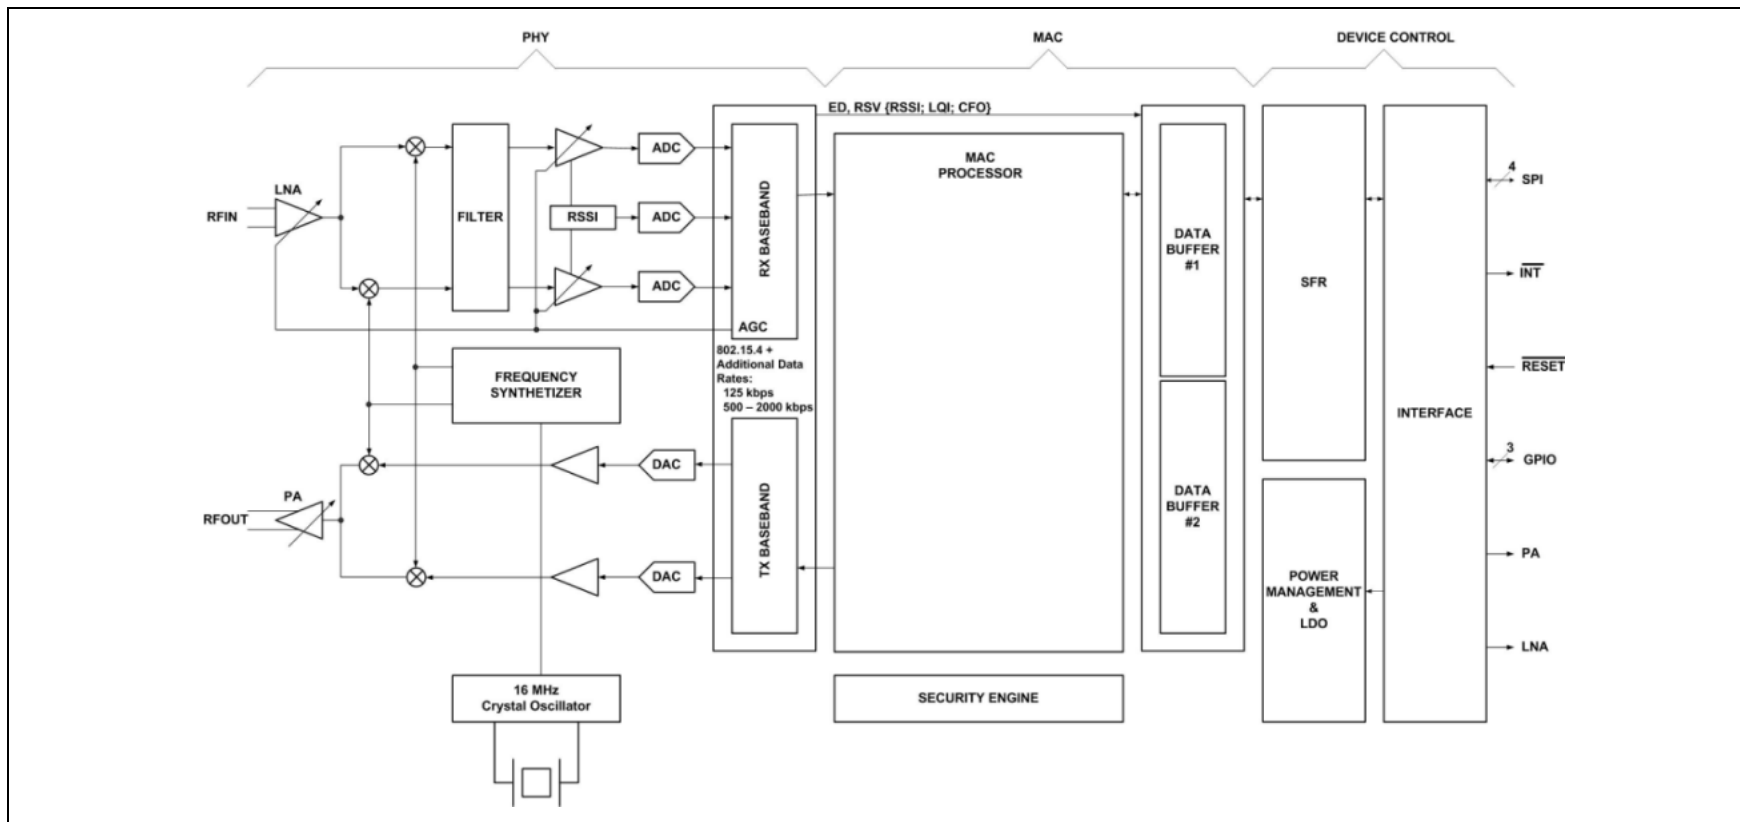 PHY
MAC
DEVICE CONTROL
ED, RSV {RSSI; LQI; CFO}
LNA
RFIN
FILTER
RSSI
ADC
ADC
ADC
RX BASEBAND
AGC
802.15.4 +
Additional Data
Rates:
125 kbps
500 – 2000 kbps
FREQUENCY
SYNTHETIZER
DAC
DAC
TX BASEBAND
PA
RFOUT
16 MHz
Crystal Oscillator
MAC
PROCESSOR
SECURITY ENGINE
DATA
BUFFER
#1
DATA
BUFFER
#2
SFR
POWER
MANAGEMENT
&
LDO
INTERFACE
4
SPI
INT
RESET
3
GPIO
PA
LNA